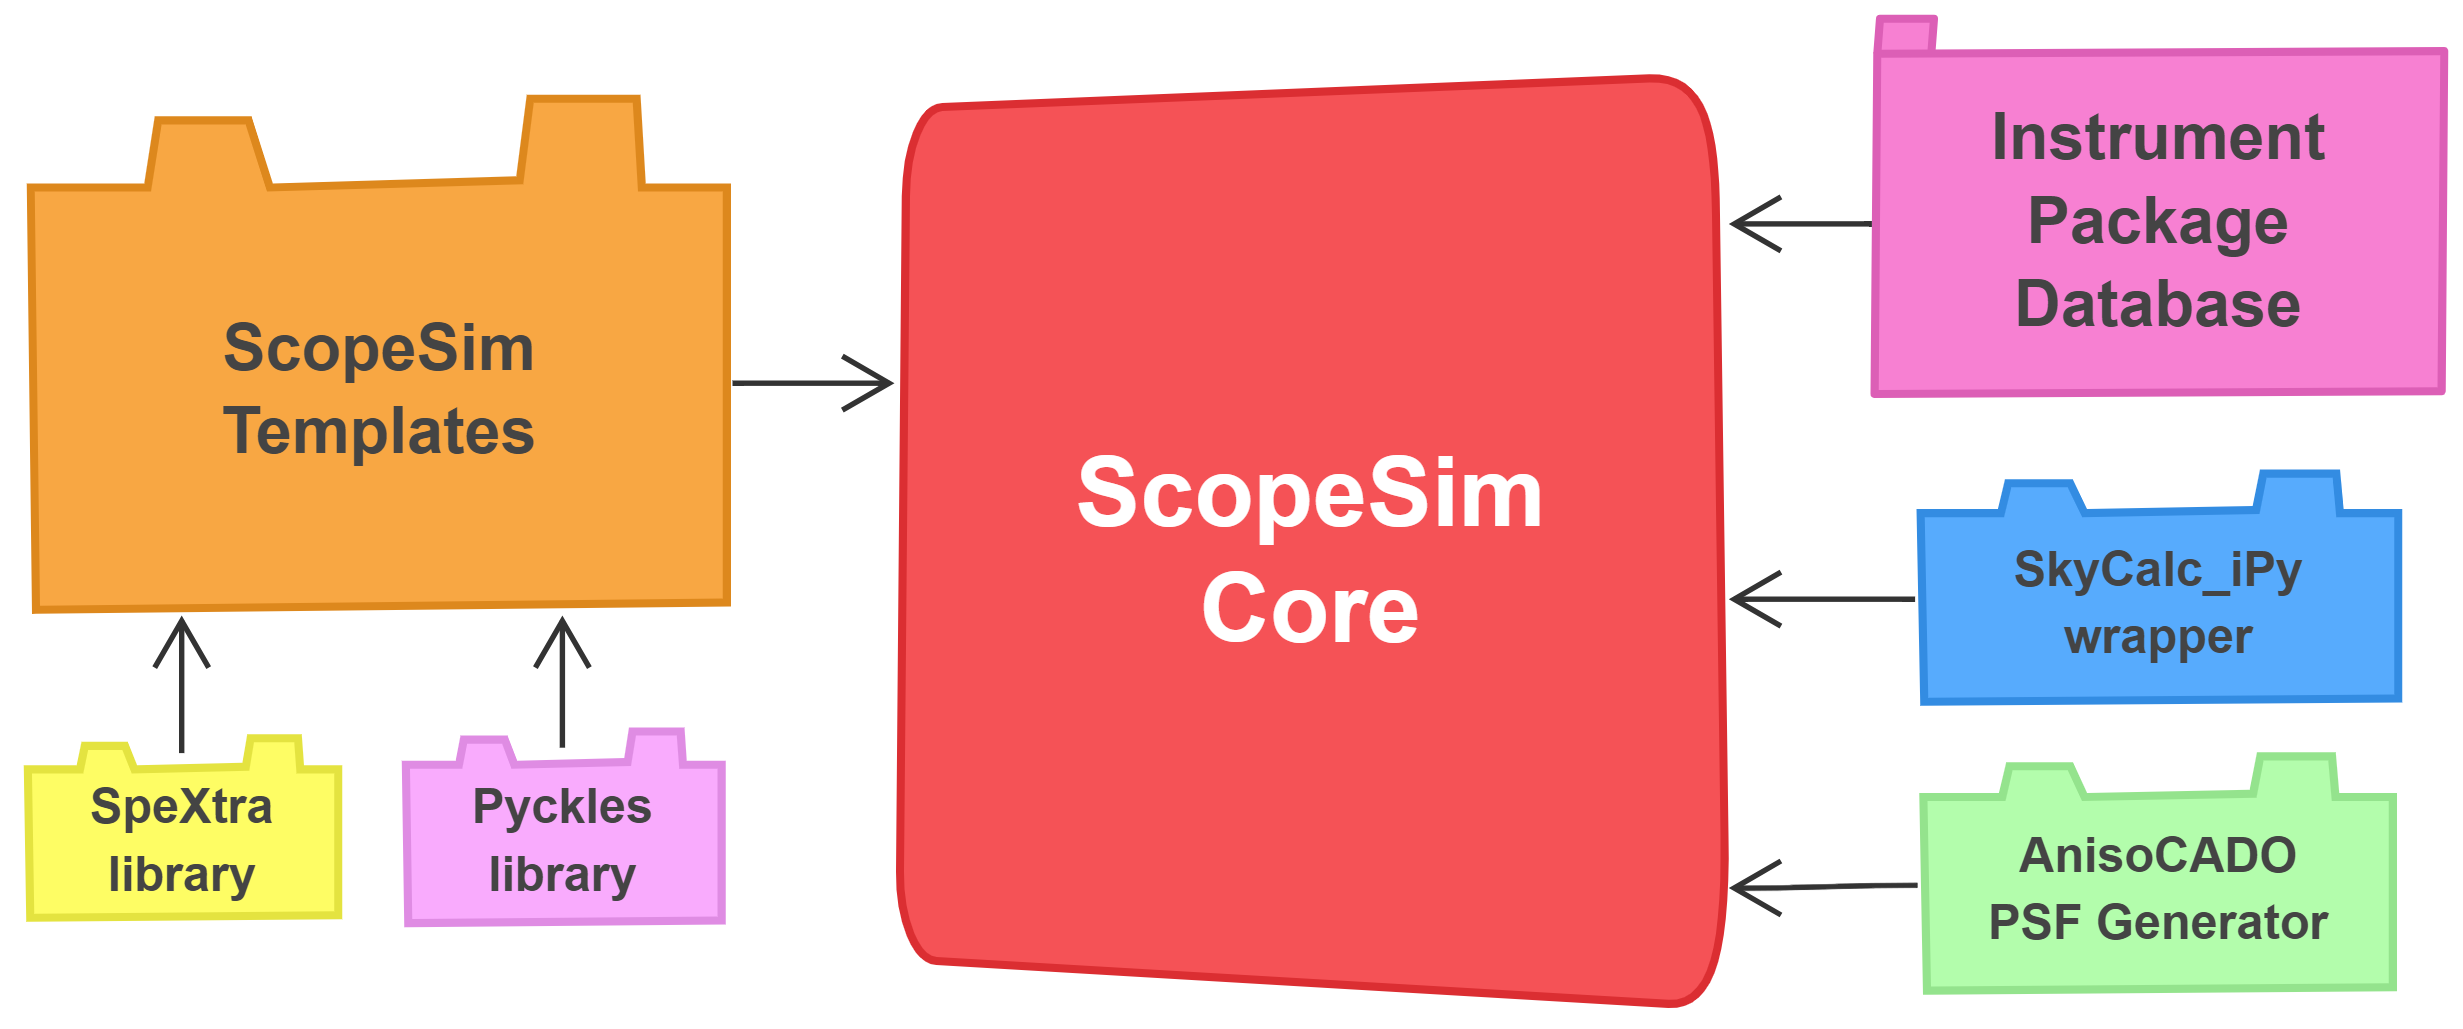 ScopeSim
Templates
SpeXtra
library
Pyckles
library
ScopeSim
Core
Instrument
Package
Database
SkyCalc_iPy
wrapper
AnisoCADO
PSF Generator